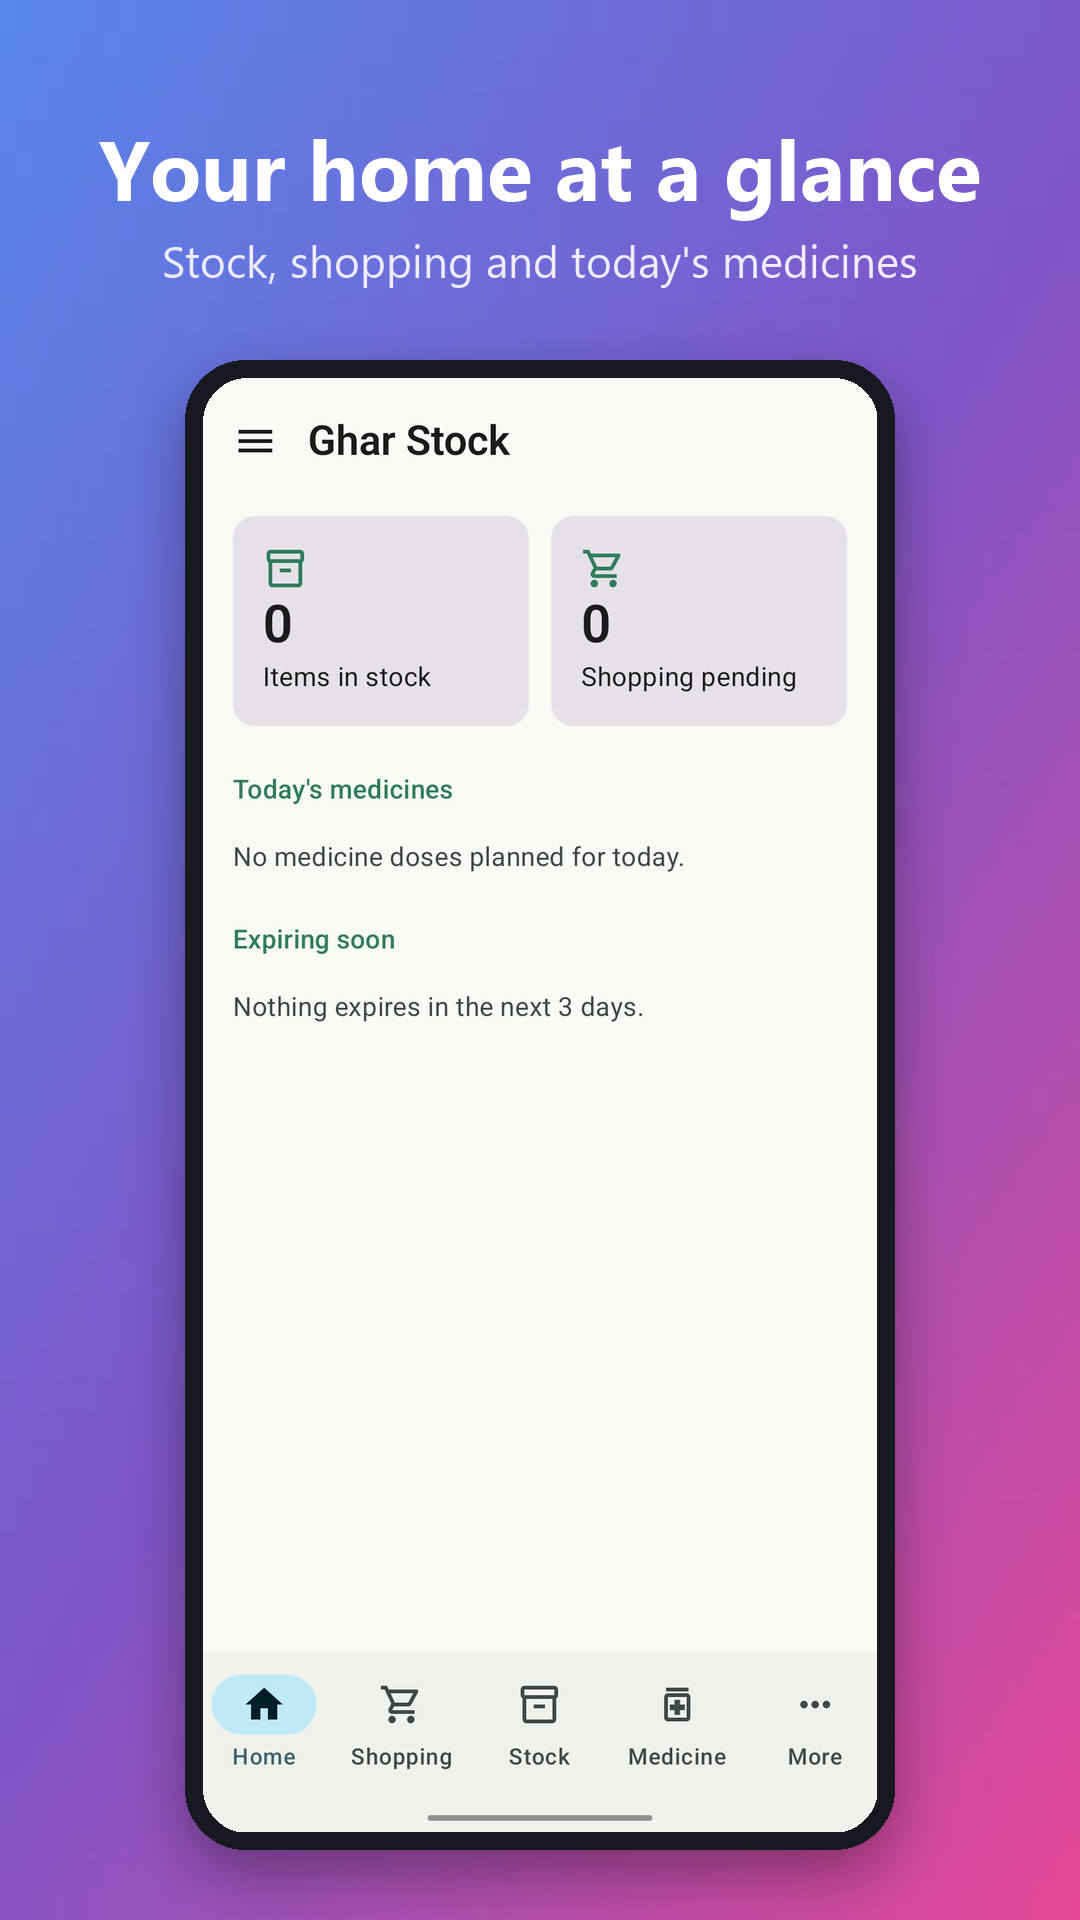 Your home at a glance
Stock, shopping and today's medicines
Ghar Stock
0
Items in stock
0
Shopping pending
Today's medicines
No medicine doses planned for today.
Expiring soon
Nothing expires in the next 3 days.
Home
Shopping
Stock
Medicine
More